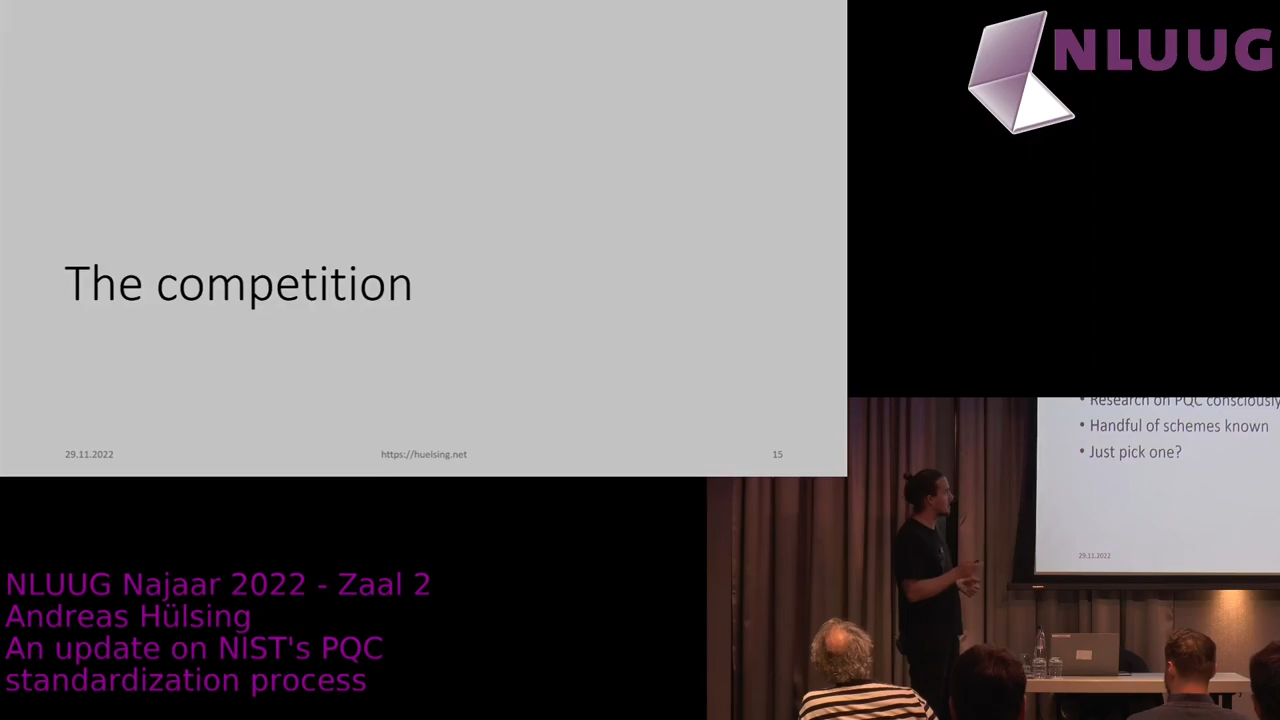 NLUUG
The competition
29.11.2022
https://huelsing.net
15
• Research on PQC consciously
• Handful of schemes known
• Just pick one?
29.11.2022
NLUUG Najaar 2022 - Zaal 2
Andreas Hülsing
An update on NIST's PQC
standardization process